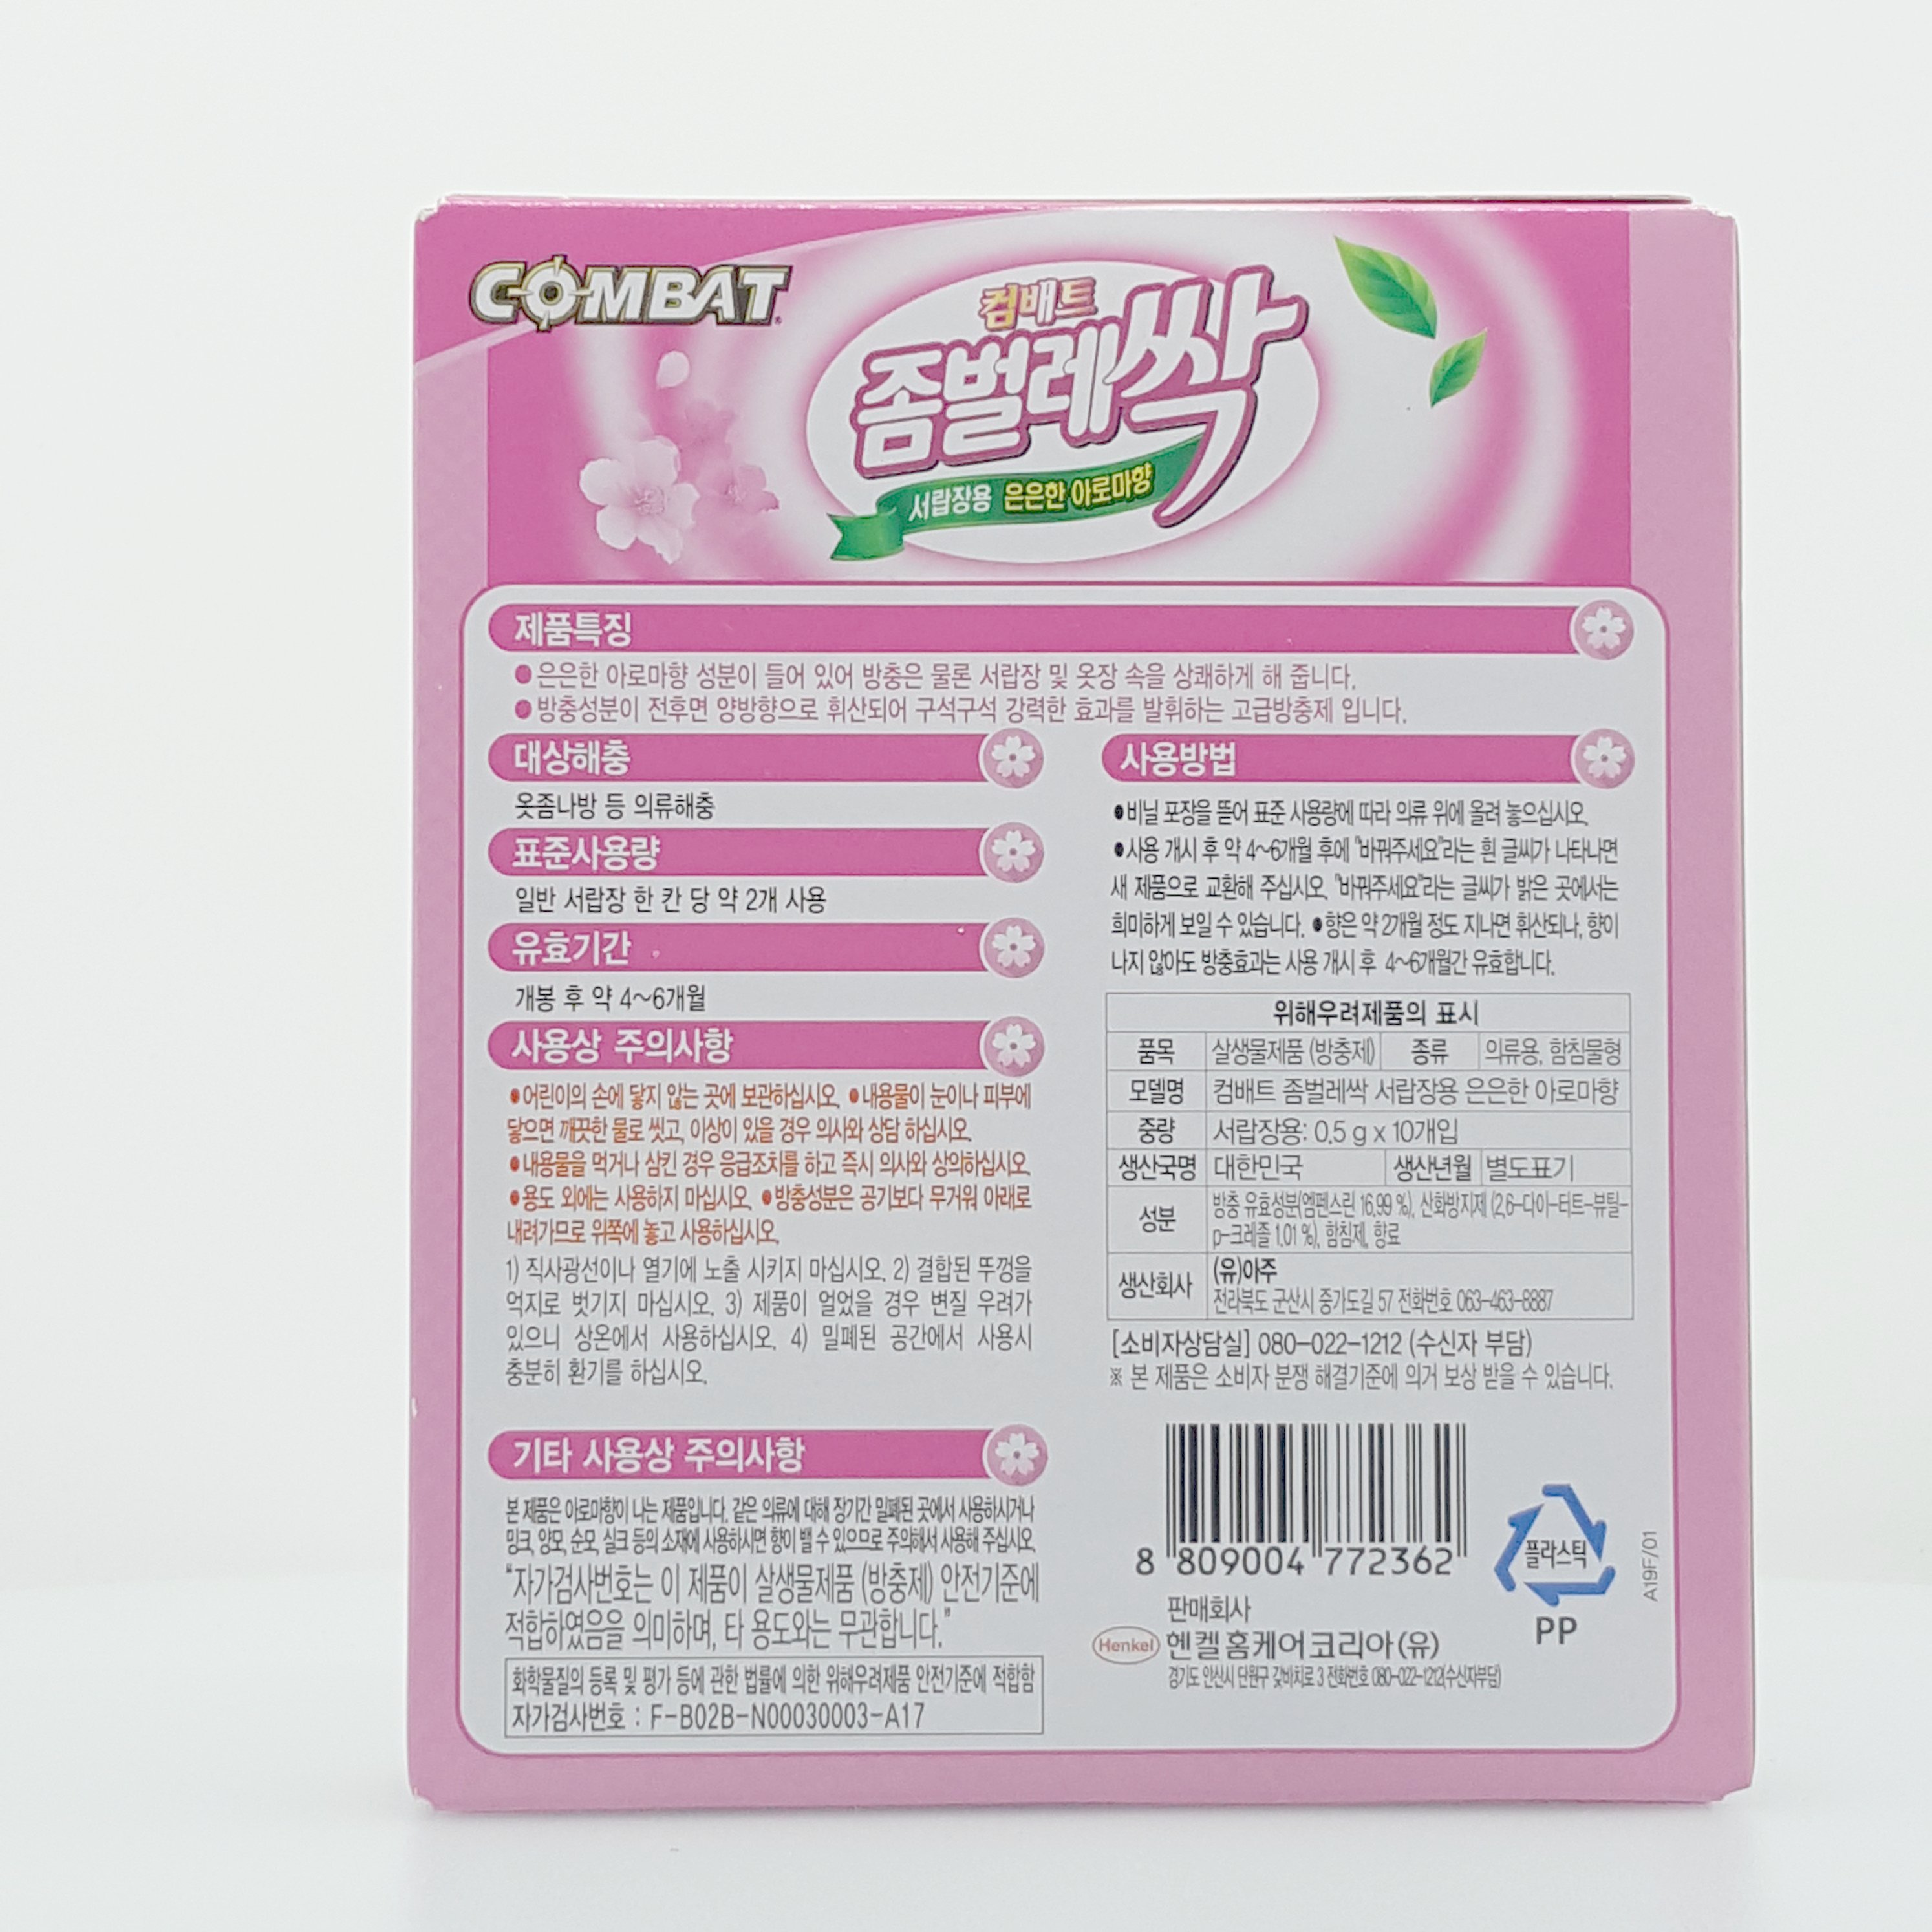 COMBAT
컴배트
좀벌레싹
서랍장용 은은한 아로마향
제품특징
●은은한 아로마향 성분이 들어 있어 방충은 물론 서랍장 및 옷장 속을 상쾌하게 해 줍니다.
●방충성분이 전후면 양방향으로 휘산되어 구석구석 강력한 효과를 발휘하는 고급방충제 입니다.
대상해충
옷좀나방 등 의류해충
표준사용량
일반 서랍장 한 칸 당 약 2개 사용
유효기간
개봉 후 약 4~6개월
사용상 주의사항
●어린이의 손에 닿지 않는 곳에 보관하십시오. ●내용물이 눈이나 피부에
닿으면 깨끗한 물로 씻고, 이상이 있을 경우 의사와 상담 하십시오.
●내용물을 먹거나 삼킨 경우 응급조치를 하고 즉시 의사와 상의하십시오.
●용도 외에는 사용하지 마십시오. ●방충성분은 공기보다 무거워 아래로
내려가므로 위쪽에 놓고 사용하십시오.
1) 직사광선이나 열기에 노출 시키지 마십시오. 2) 결합된 뚜껑을
억지로 벗기지 마십시오. 3) 제품이 얼었을 경우 변질 우려가
있으니 상온에서 사용하십시오. 4) 밀폐된 공간에서 사용시
충분히 환기를 하십시오.
기타 사용상 주의사항
본 제품은 아로마향이 나는 제품입니다. 같은 의류에 대해 장기간 밀폐된 곳에서 사용하시거나
밍크, 양모, 순모, 실크 등의 소재에 사용하시면 향이 밸 수 있으므로 주의해서 사용해 주십시오.
"자가검사번호는 이 제품이 살생물제품 (방충제) 안전기준에
적합하였음을 의미하며, 타 용도와는 무관합니다."
화학물질의 등록 및 평가 등에 관한 법률에 의한 위해우려제품 안전기준에 적합함
자가검사번호 : F-B02B-N00030003-A17
사용방법
●비닐 포장을 뜯어 표준 사용량에 따라 의류 위에 올려 놓으십시오.
●사용 개시 후 약 4~6개월 후에 "바꿔주세요"라는 흰 글씨가 나타나면
새 제품으로 교환해 주십시오. "바꿔주세요"라는 글씨가 밝은 곳에서는
희미하게 보일 수 있습니다. ●향은 약 2개월 정도 지나면 휘산되나, 향이
나지 않아도 방충효과는 사용 개시 후 4~6개월간 유효합니다.
위해우려제품의 표시
품목 살생물제품 (방충제) 종류 의류용, 함침물형
모델명 컴배트 좀벌레싹 서랍장용 은은한 아로마향
중량 서랍장용: 0.5 g x 10개입
생산국명 대한민국 생산년월 별도표기
성분 방충 유효성분(엠펜스린 16.99 %), 산화방지제 (2,6-다이-터트-뷰틸-
p-크레졸 1.01 %), 함침제, 향료
생산회사 (유)아주
전라북도 군산시 중가도길 57 전화번호 063-463-8887
[소비자상담실] 080-022-1212 (수신자 부담)
※ 본 제품은 소비자 분쟁 해결기준에 의거 보상 받을 수 있습니다.
8 809004 772362
플라스틱
PP
A19F/01
판매회사
Henkel 헨켈홈케어코리아(유)
경기도 안산시 단원구 갖바치로 3 전화번호 080-022-1212(수신자부담)